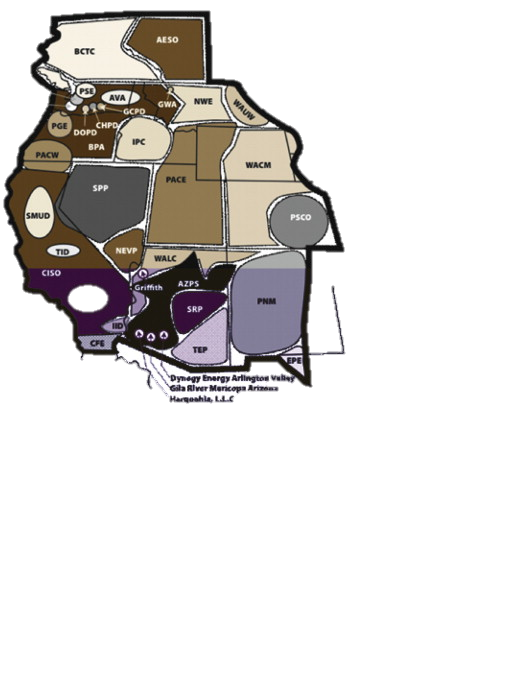 BCTC
AESO
PSE
AVA
GWA
NWE
WAUW
GCPD
CHPD
PGE
DOPD
BPA
IPC
PACW
WACM
PACE
SPP
SMUD
PSCO
TID
NEVP
WALC
CISO
Griffith
AZPS
SRP
PNM
IID
CFE
TEP
EPE
Dynegy Energy Arlington Valley
Gila River Maricopa Arizona
Harquahla, L.L.C